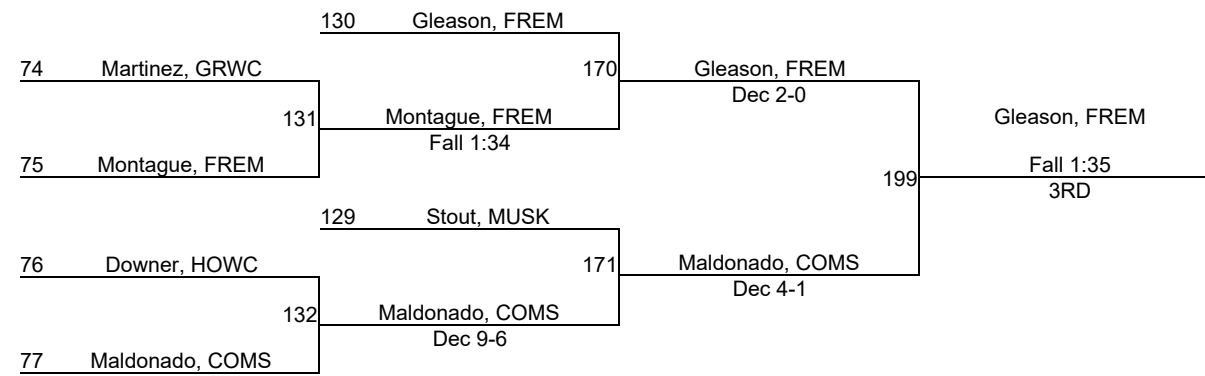 130 Gleason, FREM
74 Martinez, GRWC
170 Gleason, FREM
Dec 2-0
131 Montague, FREM
Fall 1:34
Gleason, FREM
75 Montague, FREM
Fall 1:35
199
3RD
129 Stout, MUSK
76 Downer, HOWC
171 Maldonado, COMS
Dec 4-1
132 Maldonado, COMS
Dec 9-6
77 Maldonado, COMS